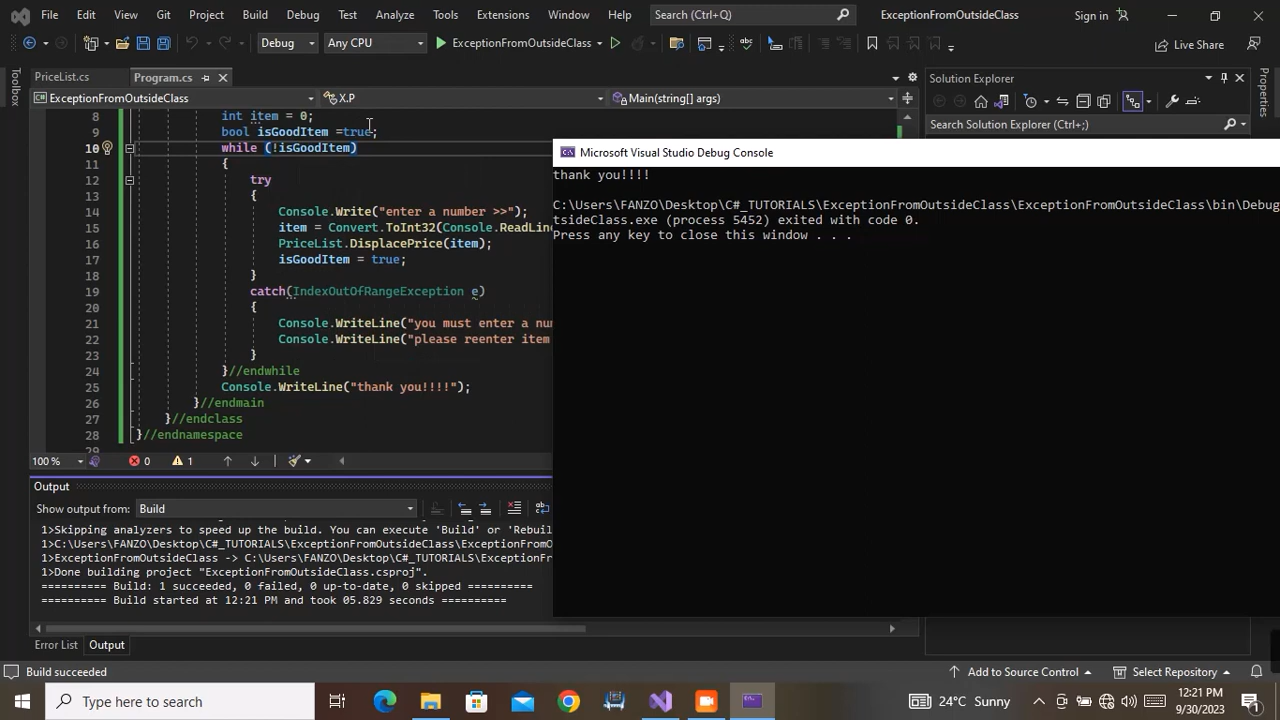 File Edit View Git Project Build Debug Test Analyze Tools Extensions Window Help Search (Ctrl+Q) ExceptionFromOutsideClass Sign in
Debug Any CPU ExceptionFromOutsideClass Live Share
Toolbox
PriceList.cs Program.cs
ExceptionFromOutsideClass X.P Main(string[] args)
Solution Explorer
Search Solution Explorer (Ctrl+;)
Properties
8 int item = 0;
9 bool isGoodItem =true;
10 while (!isGoodItem)
11 {
12 try
13 {
14 Console.Write("enter a number >>");
15 item = Convert.ToInt32(Console.ReadLin
16 PriceList.DisplacePrice(item);
17 isGoodItem = true;
18 }
19 catch(IndexOutOfRangeException e)
20 {
21 Console.WriteLine("you must enter a nu
22 Console.WriteLine("please reenter item
23 }
24 }//endwhile
25 Console.WriteLine("thank you!!!!");
26 }//endmain
27 }//endclass
28 }//endnamespace
29
100 % 0 1
Microsoft Visual Studio Debug Console
thank you!!!!
C:\Users\FANZO\Desktop\C#_TUTORIALS\ExceptionFromOutsideClass\ExceptionFromOutsideClass\bin\Debug
tsideClass.exe (process 5452) exited with code 0.
Press any key to close this window . . .
Output
Show output from: Build
1>Skipping analyzers to speed up the build. You can execute 'Build' or 'Rebuil
1>C:\Users\FANZO\Desktop\C#_TUTORIALS\ExceptionFromOutsideClass\ExceptionFromO
1>ExceptionFromOutsideClass -> C:\Users\FANZO\Desktop\C#_TUTORIALS\ExceptionFr
1>Done building project "ExceptionFromOutsideClass.csproj".
========== Build: 1 succeeded, 0 failed, 0 up-to-date, 0 skipped ==========
========== Build started at 12:21 PM and took 05.829 seconds ==========
Error List Output
Build succeeded Add to Source Control Select Repository
Type here to search 24°C Sunny 12:21 PM
9/30/2023